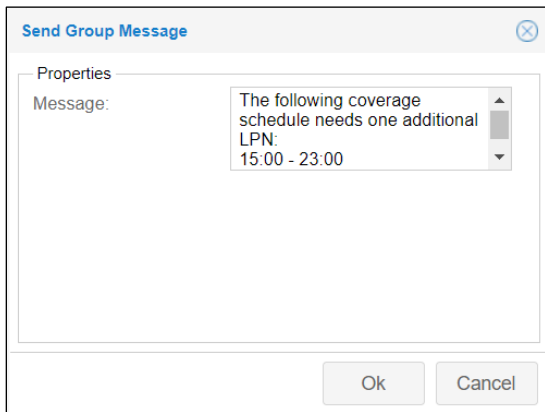 Send Group Message
Properties
Message:
The following coverage
schedule needs one additional
LPN:
15:00 - 23:00
Ok
Cancel